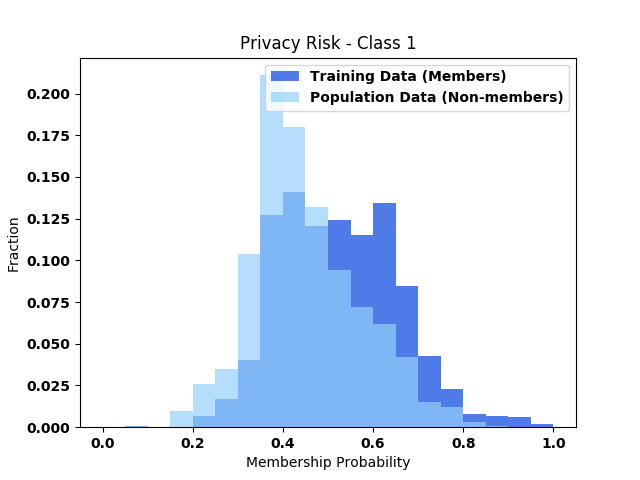 Privacy Risk - Class 1
Training Data (Members)
Population Data (Non-members)
Fraction
0.200
0.175
0.150
0.125
0.100
0.075
0.050
0.025
0.000
0.0 0.2 0.4 0.6 0.8 1.0
Membership Probability